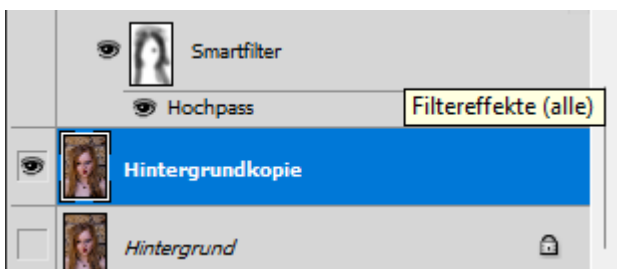 Smartfilter
Hochpass
Filtereffekte (alle)
Hintergrundkopie
Hintergrund